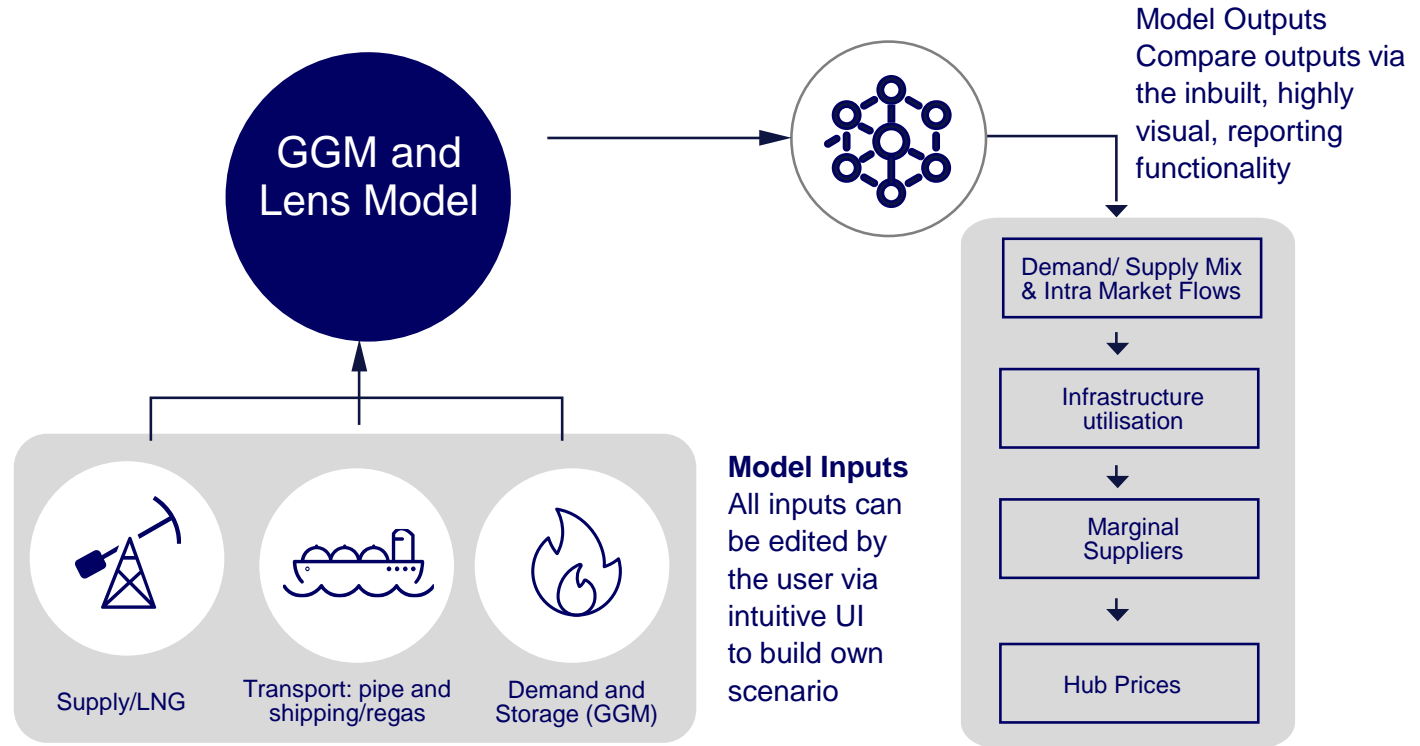 GGM and
Lens Model
Model Outputs
Compare outputs via
the inbuilt, highly
visual, reporting
functionality
Demand/ Supply Mix
& Intra Market Flows
Infrastructure
utilisation
Marginal
Suppliers
Hub Prices
Model Inputs
All inputs can
be edited by
the user via
intuitive UI
to build own
scenario
Supply/LNG
Transport: pipe and
shipping/regas
Demand and
Storage (GGM)